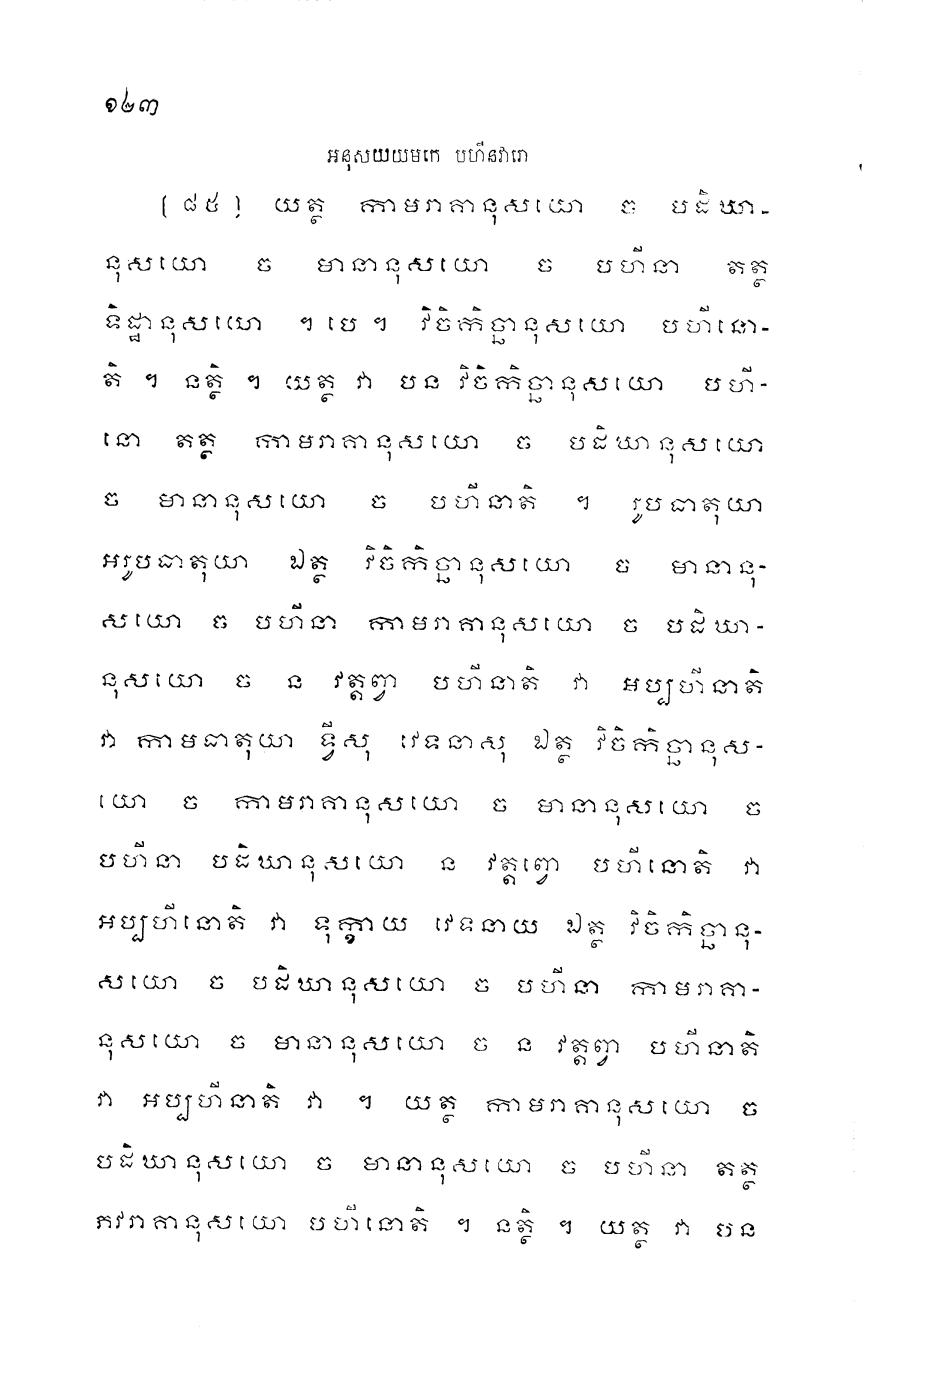 ១២៣
អនុសយយមកេ បហីនវារោ
[ ៨៥ ] យត្ថ កាមរាគានុសយោ ច បដិឃា-
នុសយោ ច មានានុសយោ ច បហីនា តត្ថ
ទិដ្ឋានុសយោ ។ បេ ។ វិចិកិច្ឆានុសយោ បហីនោ-
តិ ។ នត្ថិ ។ យត្ថ វា បន វិចិកិច្ឆានុសយោ បហី-
នោ តត្ថ កាមរាគានុសយោ ច បដិឃានុសយោ
ច មានានុសយោ ច បហីនាតិ ។ រូបធាតុយា
អរូបធាតុយា ឯត្ថ វិចិកិច្ឆានុសយោ ច មានានុ-
សយោ ច បហីនា កាមរាគានុសយោ ច បដិឃា-
នុសយោ ច ន វត្តព្វា បហីនាតិ វា អប្បហីនាតិ
វា កាមធាតុយា ទ្វីសុ វេទនាសុ ឯត្ថ វិចិកិច្ឆានុស-
យោ ច កាមរាគានុសយោ ច មានានុសយោ ច
បហីនា បដិឃានុសយោ ន វត្តព្វោ បហីនោតិ វា
អប្បហីនោតិ វា ទុក្ខាយ វេទនាយ ឯត្ថ វិចិកិច្ឆានុ-
សយោ ច បដិឃានុសយោ ច បហីនា កាមរាគា-
នុសយោ ច មានានុសយោ ច ន វត្តព្វា បហីនាតិ
វា អប្បហីនាតិ វា ។ យត្ថ កាមរាគានុសយោ ច
បដិឃានុសយោ ច មានានុសយោ ច បហីនា តត្ថ
ភវរាគានុសយោ បហីនោតិ ។ នត្ថិ ។ យត្ថ វា បន